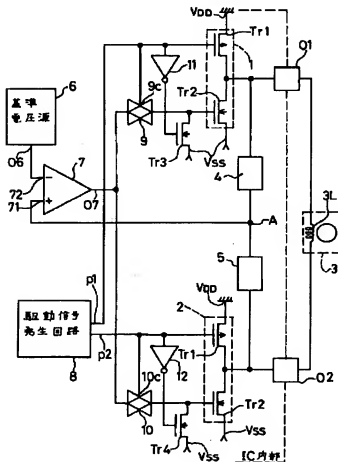 VDD
Tr1
O1
11
1
6
基準
電圧源
9c
Tr2
9
O6
7
72
71
O7
Tr3
VSS
VSS
4
3L
A
3
5
VDD
駆動信号
発生回路
p1
p2
8
2
Tr1
10c
12
O2
10
Tr2
Tr4
VSS
VSS
IC内部